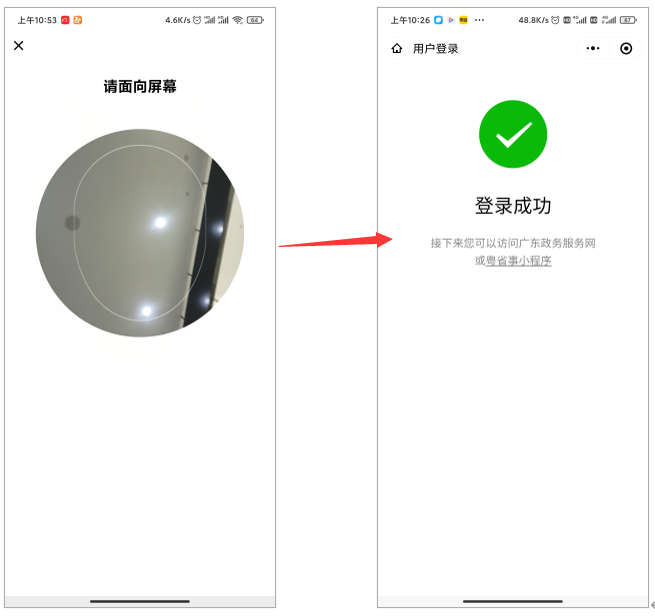 上午10:53
4.6K/s
64
请面向屏幕
上午10:26
48.8K/s
67
用户登录
登录成功
接下来您可以访问广东政务服务网
或粤省事小程序